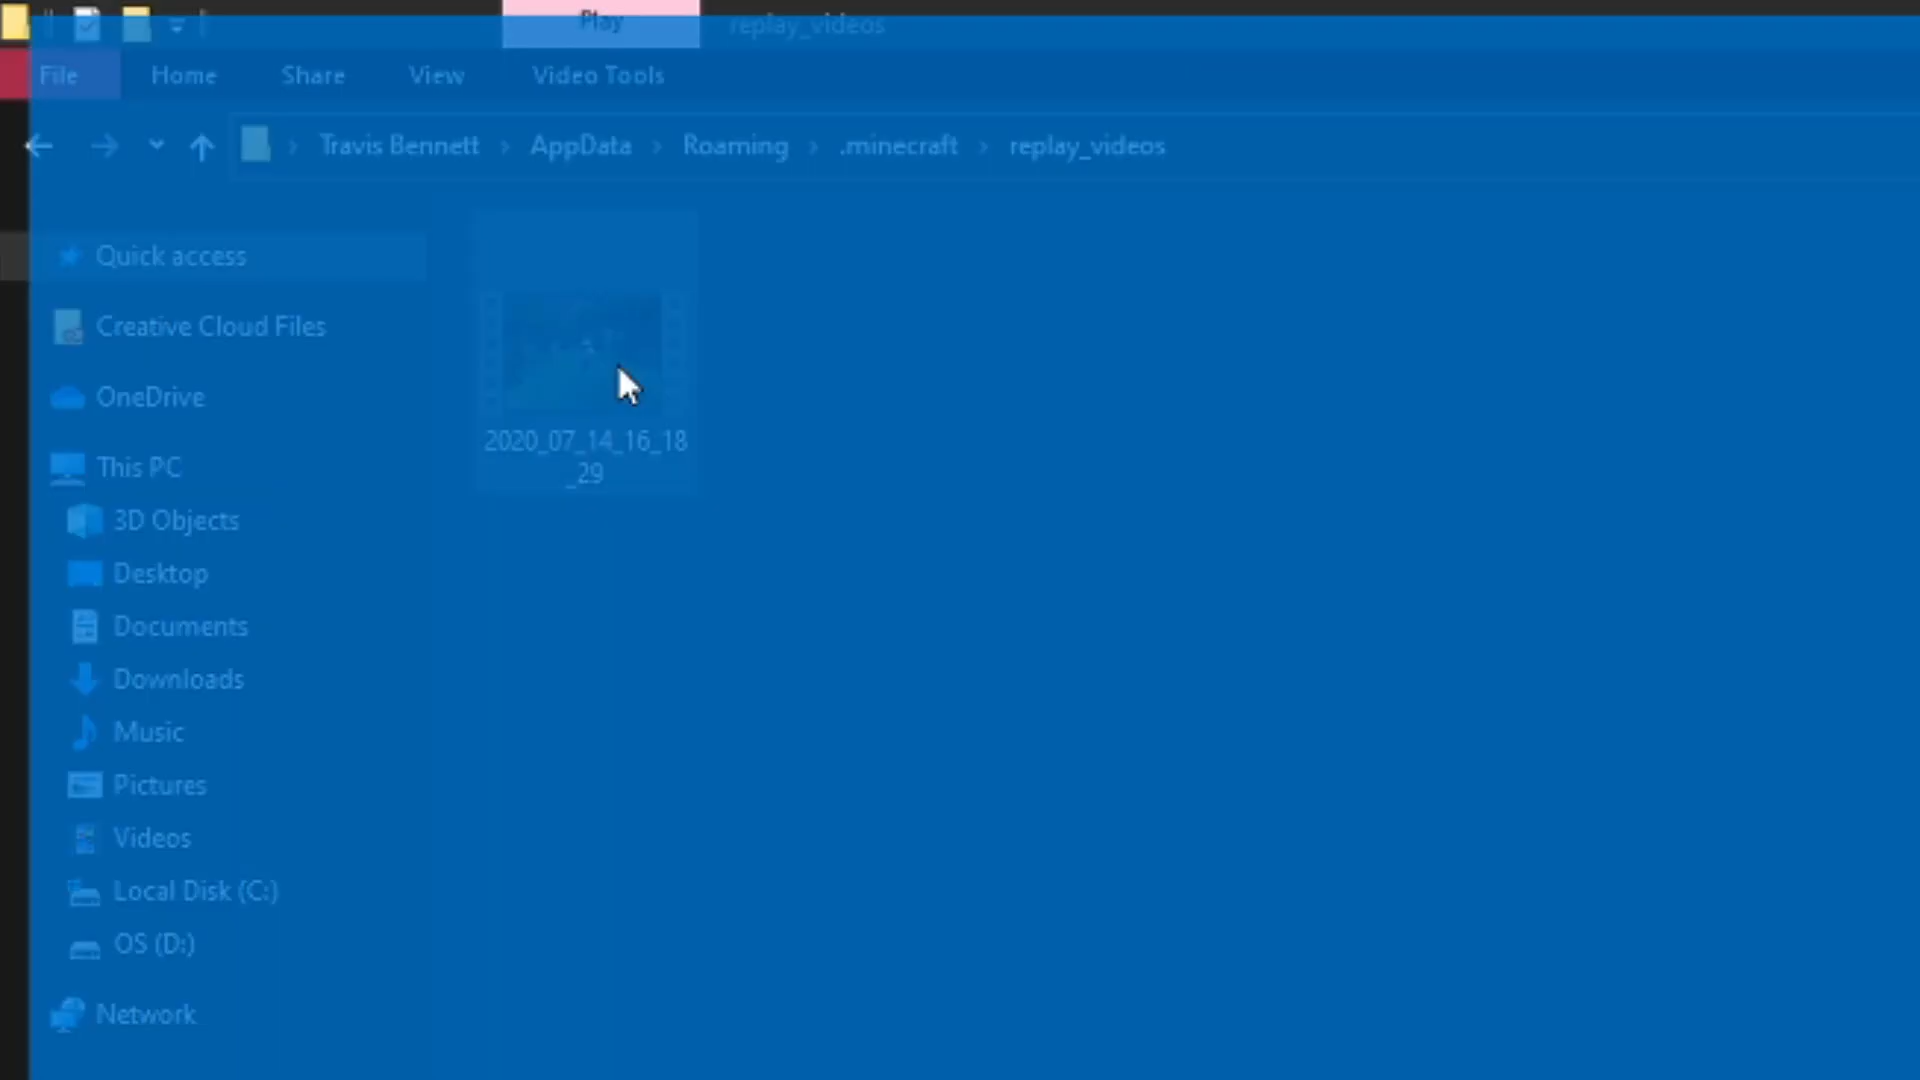 Play
replay_videos
File Home Share View Video Tools
Travis Bennett > AppData > Roaming > .minecraft > replay_videos
Quick access
Creative Cloud Files
OneDrive
This PC
3D Objects
Desktop
Documents
Downloads
Music
Pictures
Videos
Local Disk (C:)
OS (D:)
Network
2020_07_14_16_18
_29